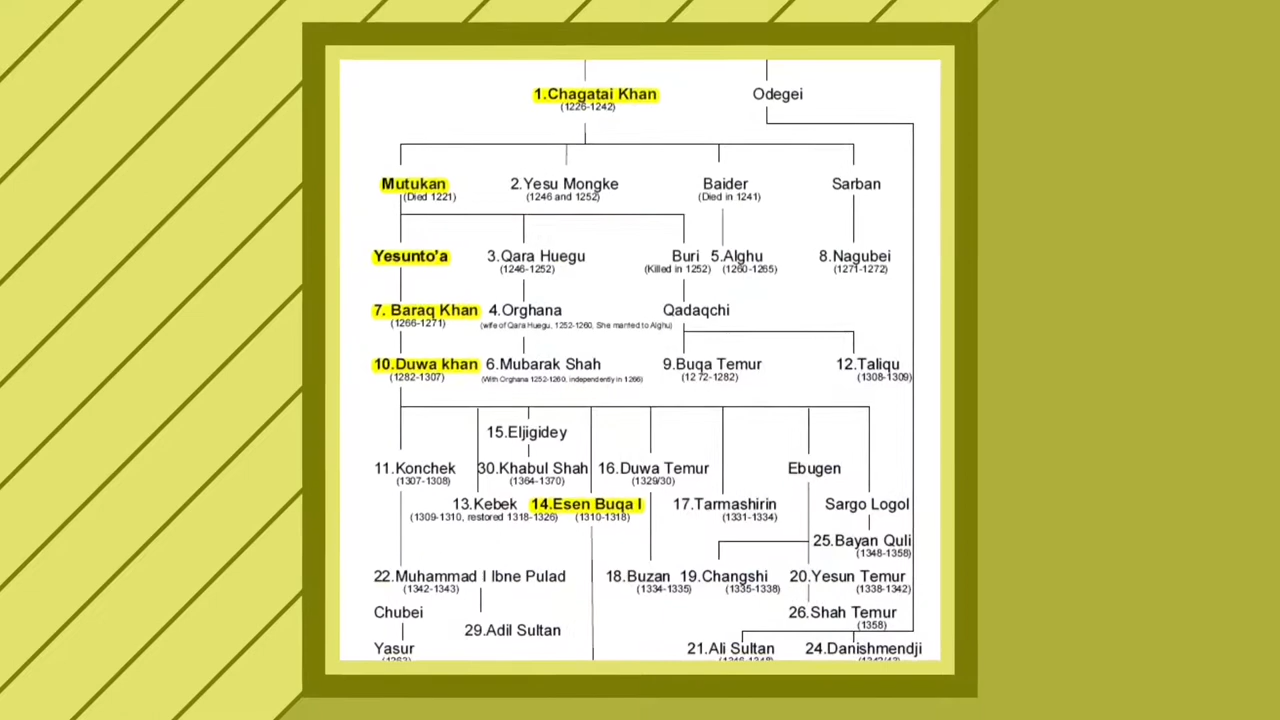 1.Chagatai Khan Odegei
(1226-1242)
Mutukan 2.Yesu Mongke Baider Sarban
(Died 1221) (1246 and 1252) (Died in 1241)
Yesunto'a 3.Qara Huegu Buri 5.Alghu 8.Nagubei
(1246-1252) (Killed in 1252) (1260-1265) (1271-1272)
7. Baraq Khan 4.Orghana Qadaqchi
(1266-1271) (wife of Qara Huegu, 1252-1260, She married to Alghu)
10.Duwa khan 6.Mubarak Shah 9.Buqa Temur 12.Taliqu
(1282-1307) (With Orghana 1252-1260, independently in 1266) (1272-1282) (1308-1309)
15.Eljigidey
11.Konchek 30.Khabul Shah 16.Duwa Temur Ebugen
(1307-1308) (1364-1370) (1329/30)
13.Kebek 14.Esen Buqa I 17.Tarmashirin Sargo Logol
(1309-1310, restored 1318-1326) (1310-1318) (1331-1334)
25.Bayan Quli
(1348-1358)
22.Muhammad I Ibne Pulad 18.Buzan 19.Changshi 20.Yesun Temur
(1342-1343) (1334-1335) (1335-1338) (1338-1342)
Chubei 26.Shah Temur
(1358)
29.Adil Sultan
Yasur 21.Ali Sultan 24.Danishmendji